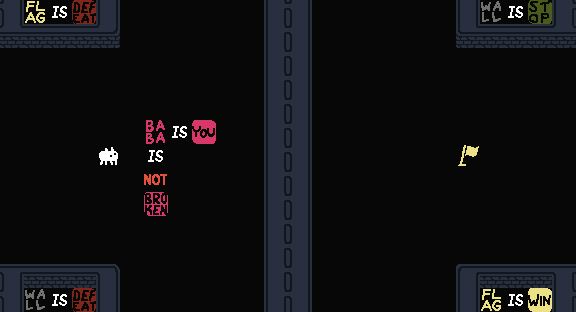 FLAG IS DEFEAT
WALL IS STOP
BABA IS YOU
IS
NOT
BROKEN
WALL IS DEFEAT
FLAG IS WIN